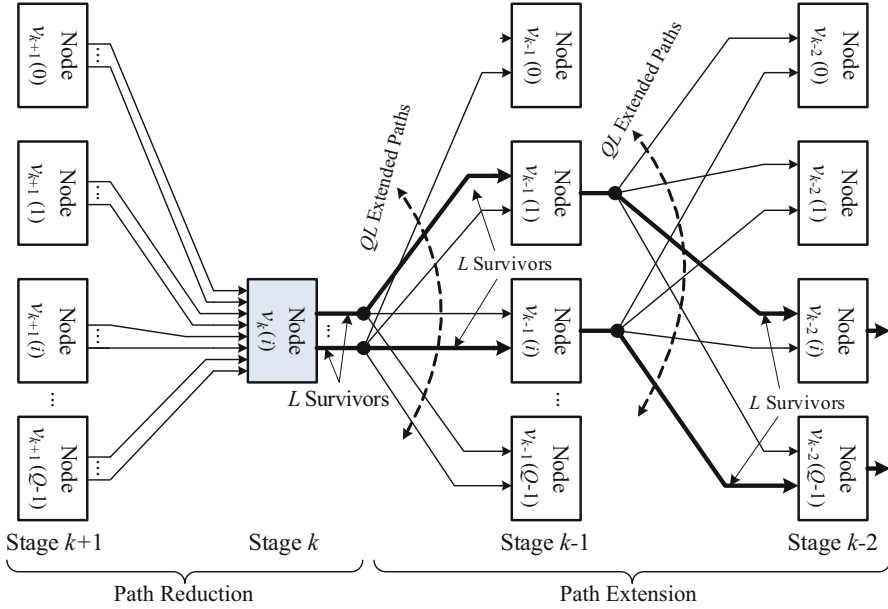 Node
v_{k+1}(0)
...
Node
v_{k+1}(1)
...
Node
v_{k+1}(i)
...
...
Node
v_{k+1}(Q-1)
...
Stage k+1
Node
v_k(i)
...
L Survivors
Stage k
QL Extended Paths
Node
v_{k-1}(0)
Node
v_{k-1}(1)
L Survivors
Node
v_{k-1}(i)
...
Node
v_{k-1}(Q-1)
Stage k-1
QL Extended Paths
Node
v_{k-2}(0)
Node
v_{k-2}(1)
Node
v_{k-2}(i)
L Survivors
...
Node
v_{k-2}(Q-1)
Stage k-2
Path Reduction
Path Extension